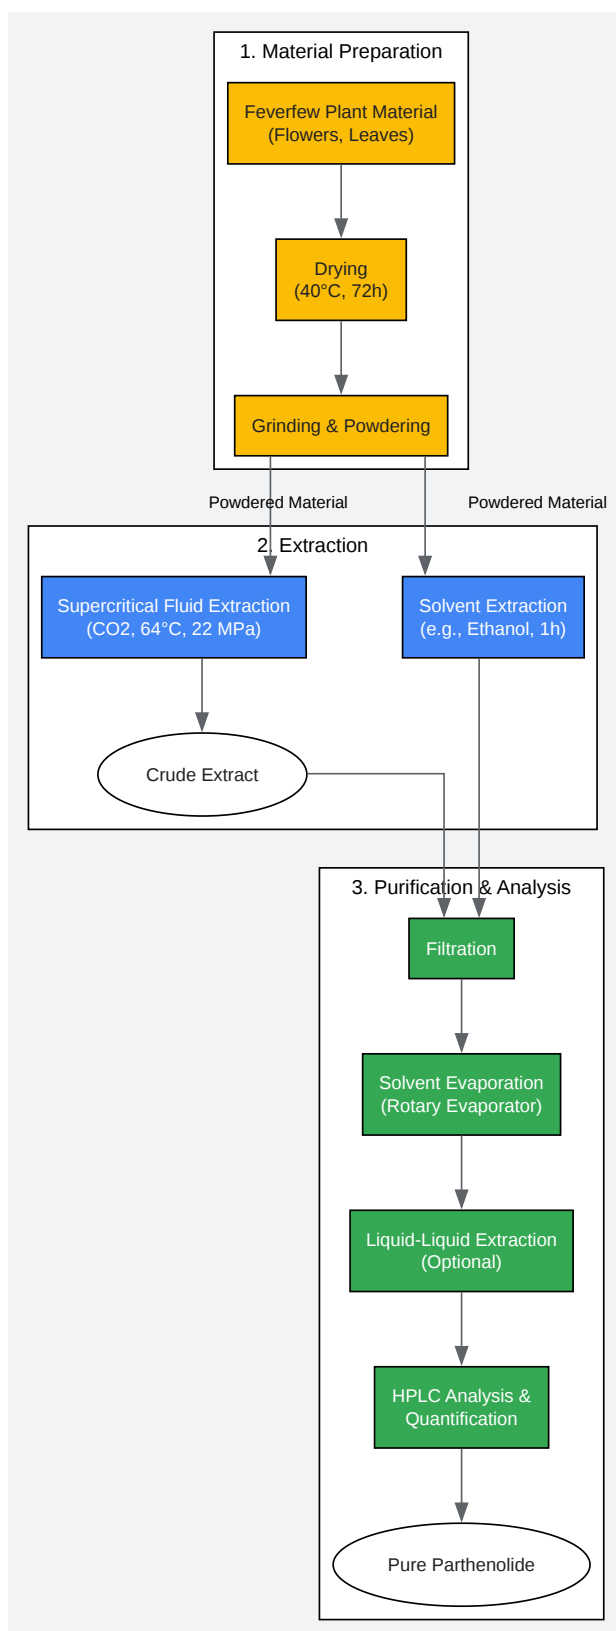 1. Material Preparation
Feverfew Plant Material
(Flowers, Leaves)
Drying
(40°C, 72h)
Grinding & Powdering
Powdered Material
Powdered Material
2. Extraction
Supercritical Fluid Extraction
(CO2, 64°C, 22 MPa)
Solvent Extraction
(e.g., Ethanol, 1h)
Crude Extract
3. Purification & Analysis
Filtration
Solvent Evaporation
(Rotary Evaporator)
Liquid-Liquid Extraction
(Optional)
HPLC Analysis &
Quantification
Pure Parthenolide